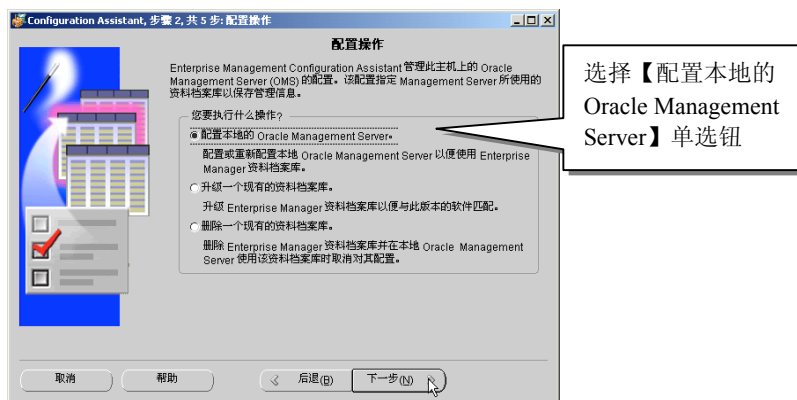 Configuration Assistant, 步骤 2, 共 5 步: 配置操作
配置操作
Enterprise Management Configuration Assistant 管理此主机上的 Oracle
Management Server (OMS) 的配置。该配置指定 Management Server 所使用的
资料档案库以保存管理信息。
您要执行什么操作?
配置本地的 Oracle Management Server。
配置或重新配置本地 Oracle Management Server 以便使用 Enterprise
Manager 资料档案库。
升级一个现有的资料档案库。
升级 Enterprise Manager 资料档案库以便与此版本的软件匹配。
删除一个现有的资料档案库。
删除 Enterprise Manager 资料档案库并在本地 Oracle Management
Server 使用该资料档案库时取消对其配置。
取消
帮助
后退(B)
下一步(N)
选择【配置本地的
Oracle Management
Server】单选钮